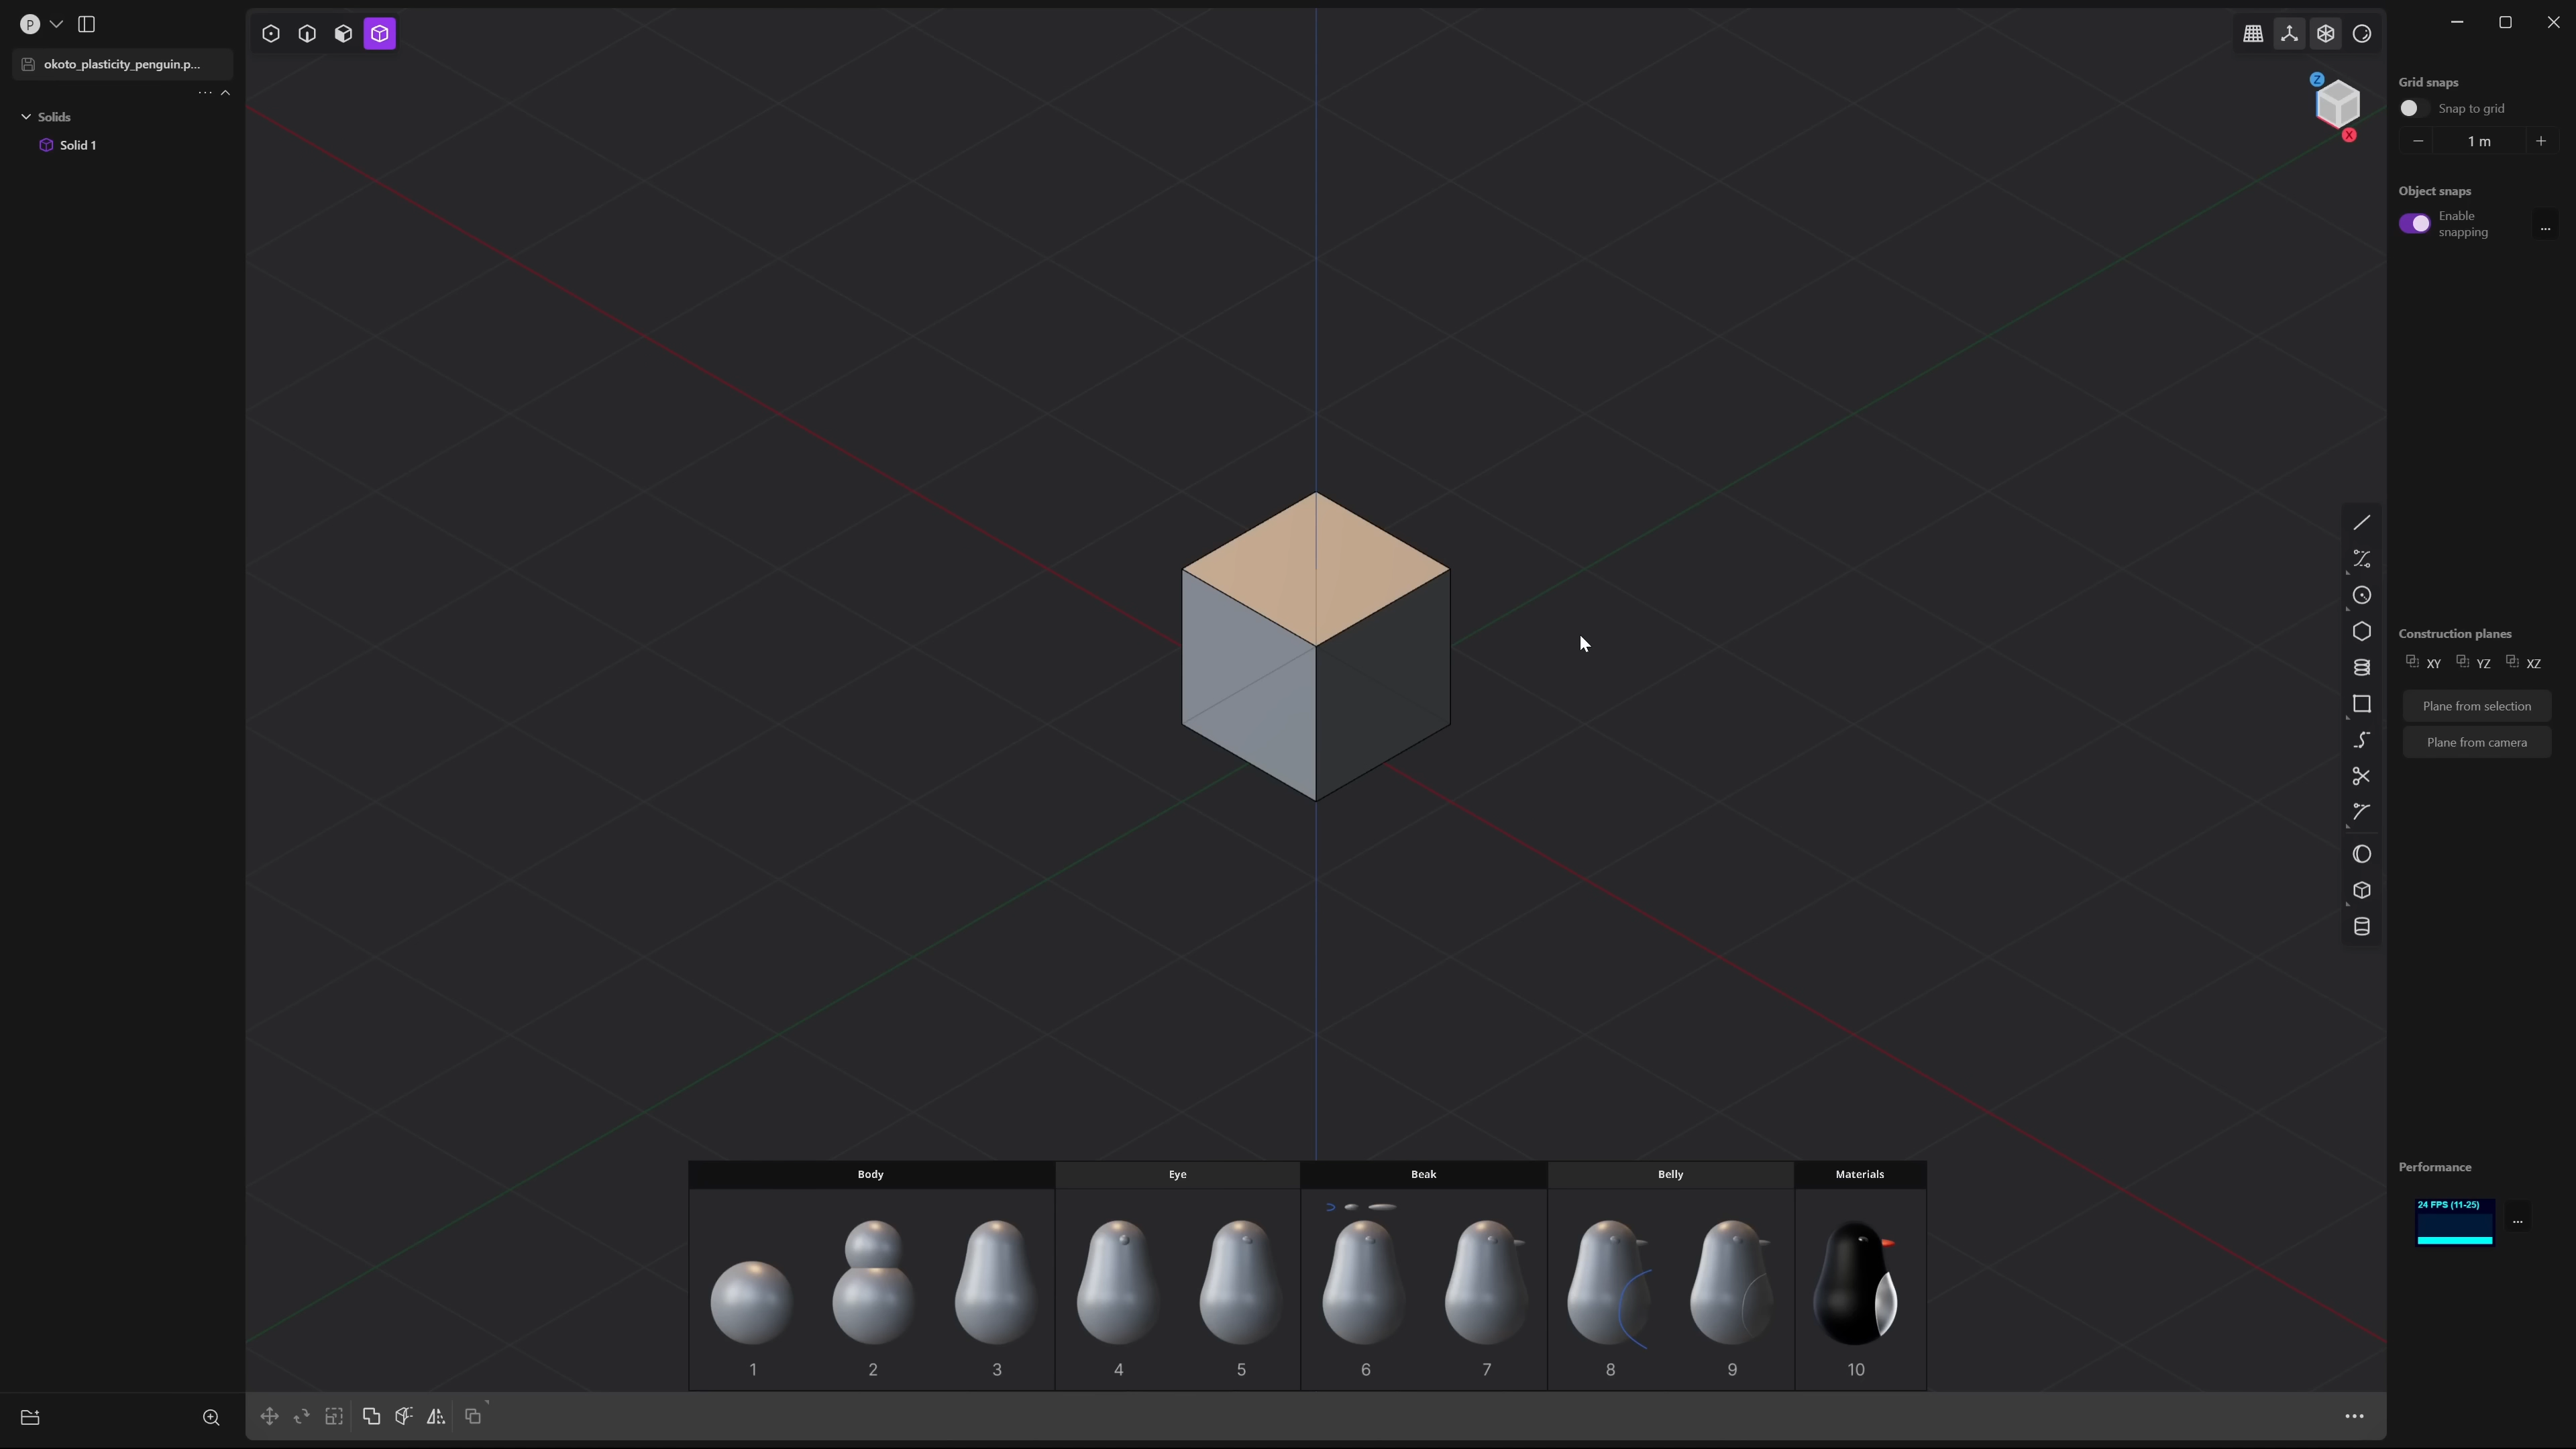 P
okoto_plasticity_penguin.p...
Solids
Solid 1
Z
X
Grid snaps
Snap to grid
1 m
Object snaps
Enable
snapping
Construction planes
XY YZ XZ
Plane from selection
Plane from camera
Performance
24 FPS (11-25)
Body Eye Beak Belly Materials
1 2 3 4 5 6 7 8 9 10